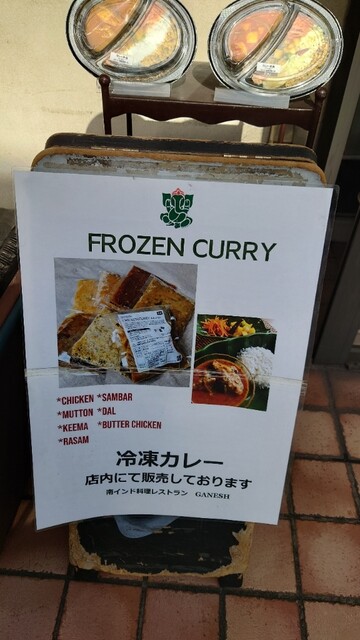 FROZEN CURRY
*CHICKEN *SAMBAR
*MUTTON *DAL
*KEEMA *BUTTER CHICKEN
*RASAM
冷凍カレー
店内にて販売しております
南インド料理レストラン GANESH